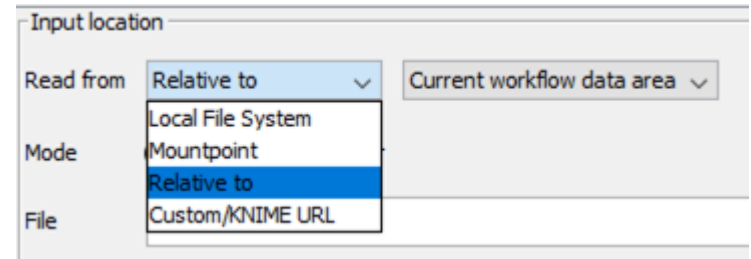 Input location
Read from Relative to Current workflow data area
Local File System
Mode Mountpoint
Relative to
File Custom/KNIME URL